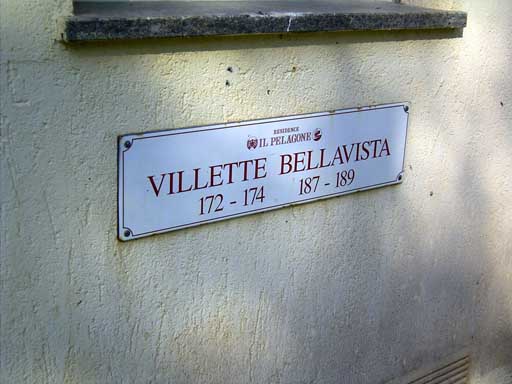 RESIDENCE
IL PELAGONE
VILLETTE BELLAVISTA
172 - 174 187 - 189